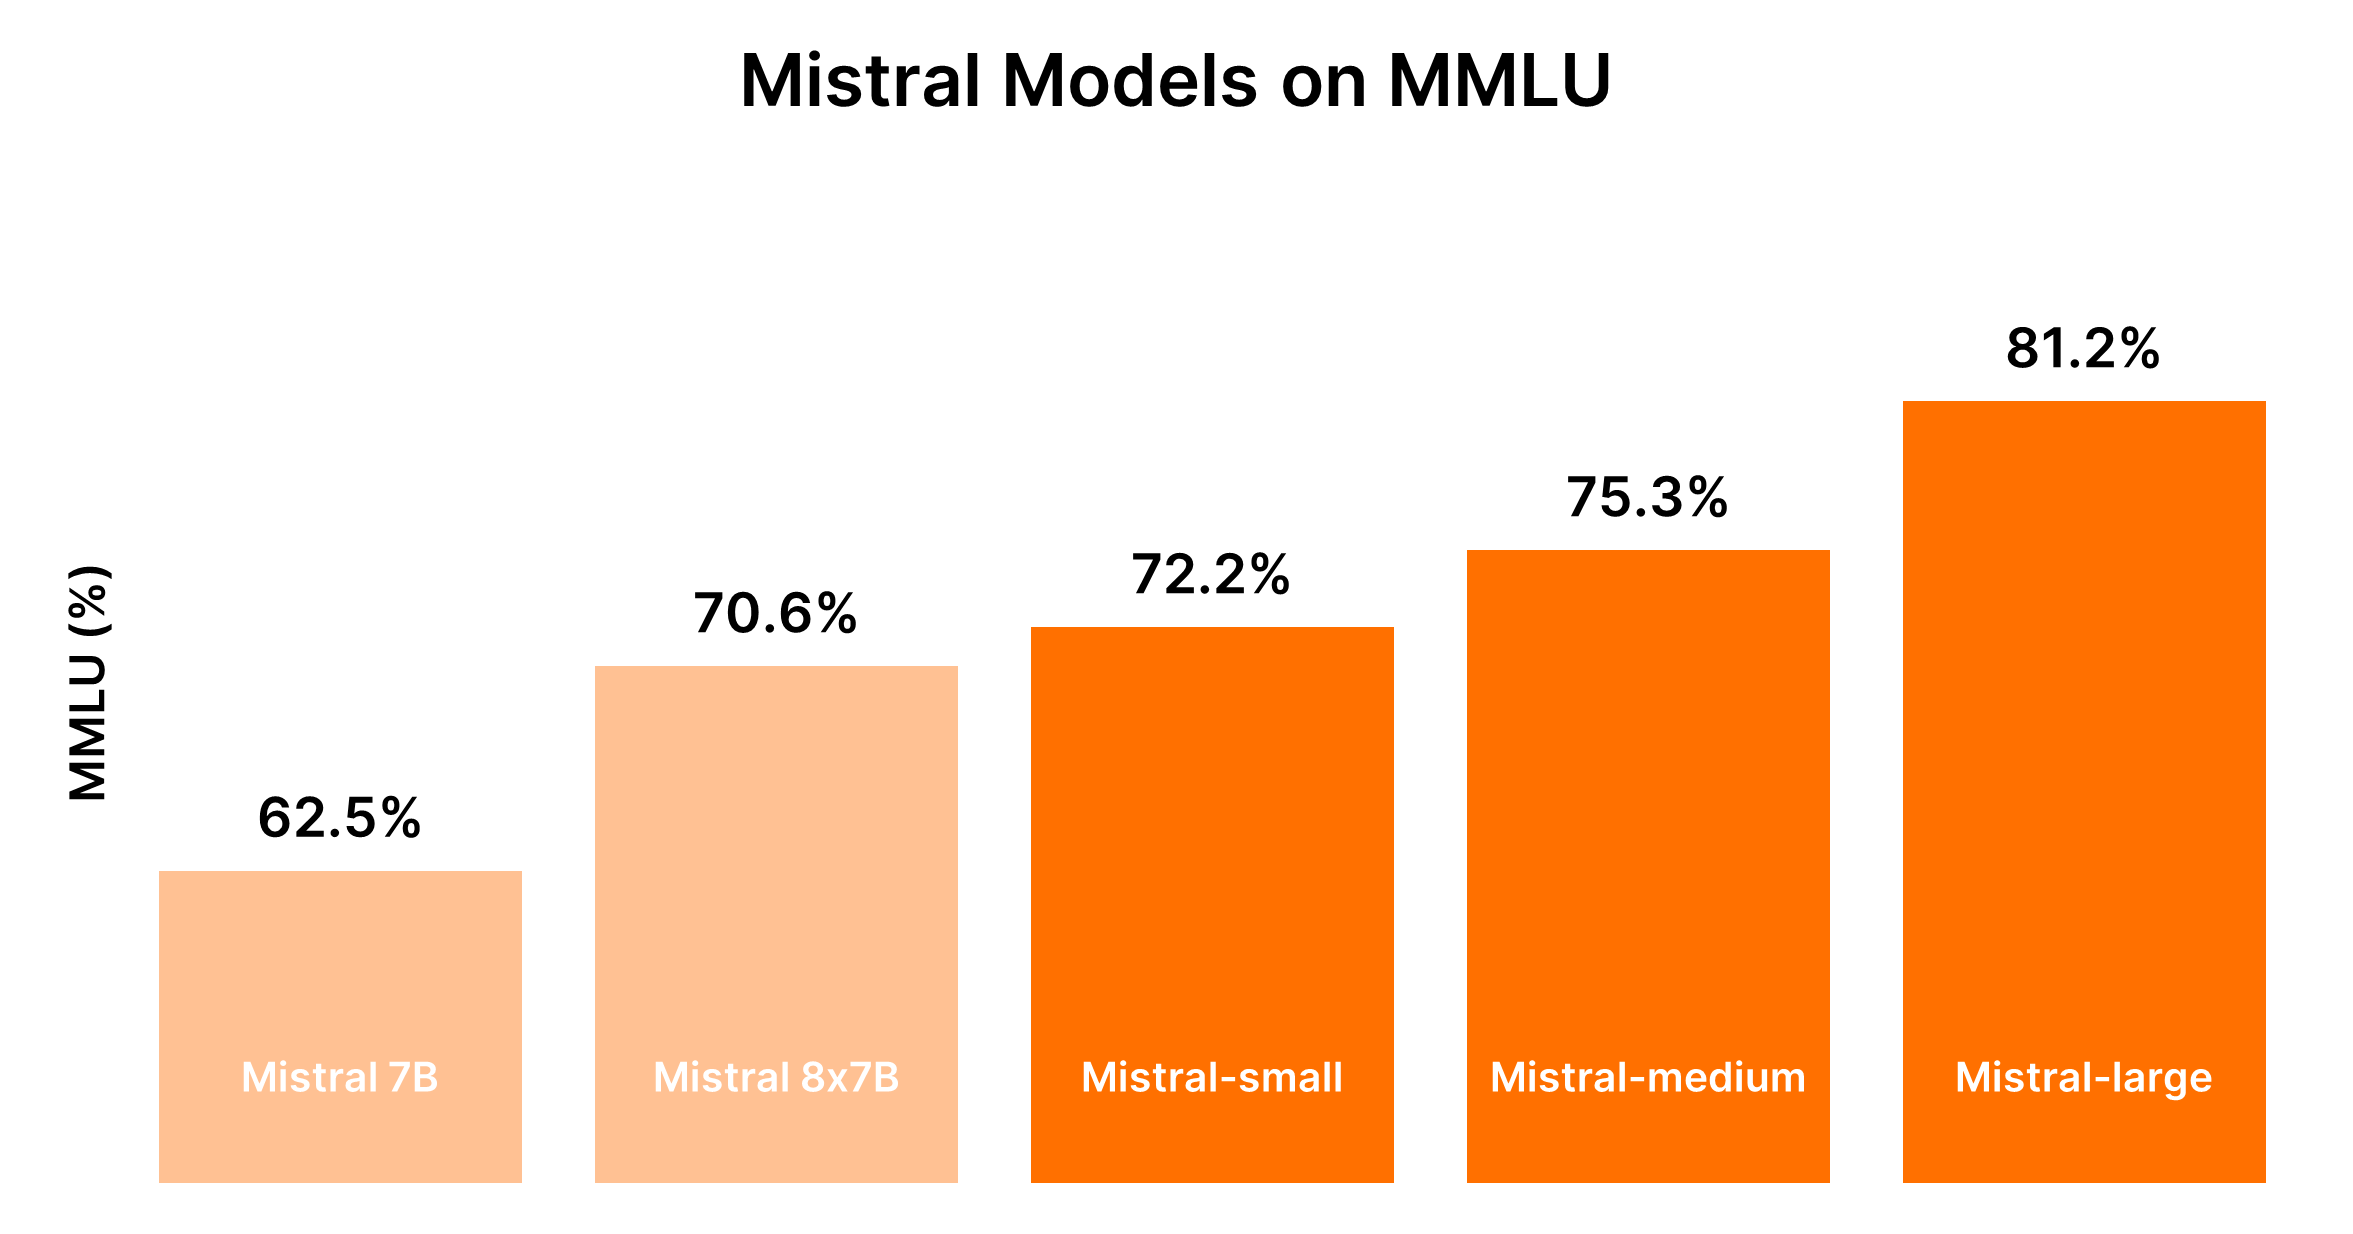 Mistral Models on MMLU
MMLU (%)
62.5%
70.6%
72.2%
75.3%
81.2%
Mistral 7B
Mistral 8x7B
Mistral-small
Mistral-medium
Mistral-large